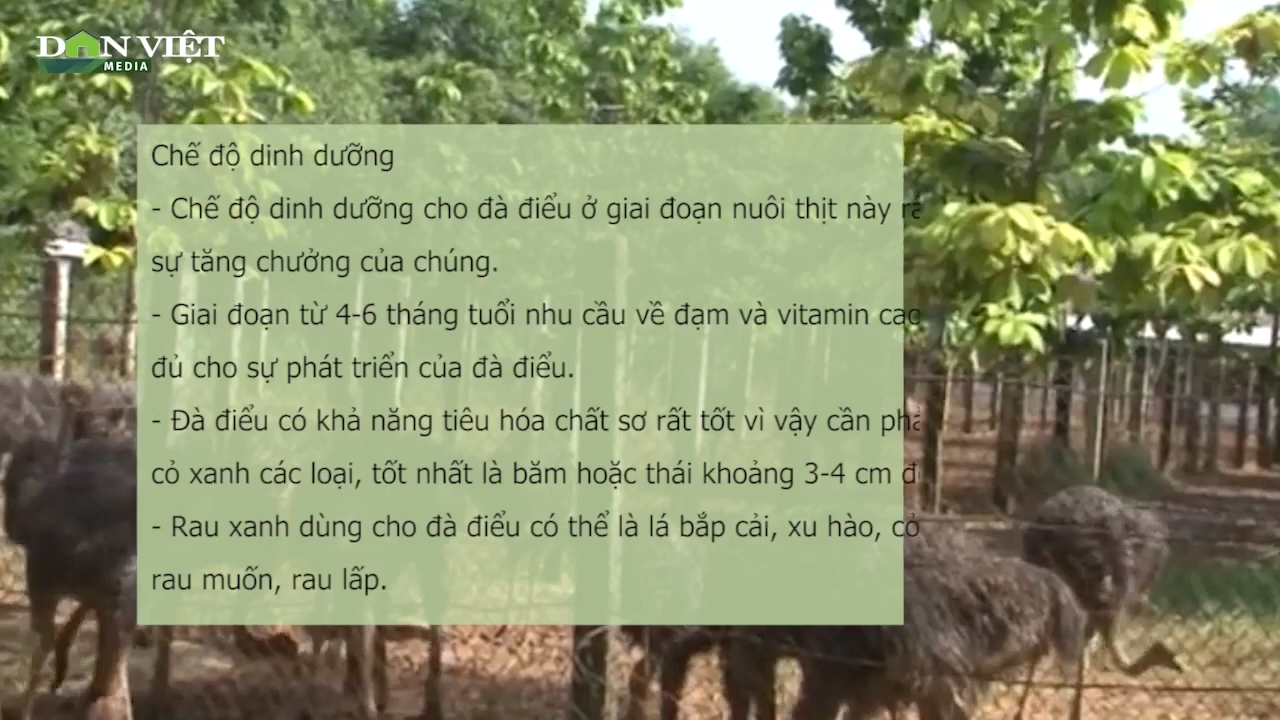 DÂN VIỆT
MEDIA
Chế độ dinh dưỡng
- Chế độ dinh dưỡng cho đà điểu ở giai đoạn nuôi thịt này
sự tăng chưởng của chúng.
- Giai đoạn từ 4-6 tháng tuổi nhu cầu về đạm và vitamin
đủ cho sự phát triển của đà điểu.
- Đà điểu có khả năng tiêu hóa chất sơ rất tốt vì vậy cần
cỏ xanh các loại, tốt nhất là băm hoặc thái khoảng 3-4 cm
- Rau xanh dùng cho đà điểu có thể là lá bắp cải, xu hào, cỏ
rau muốn, rau lấp.